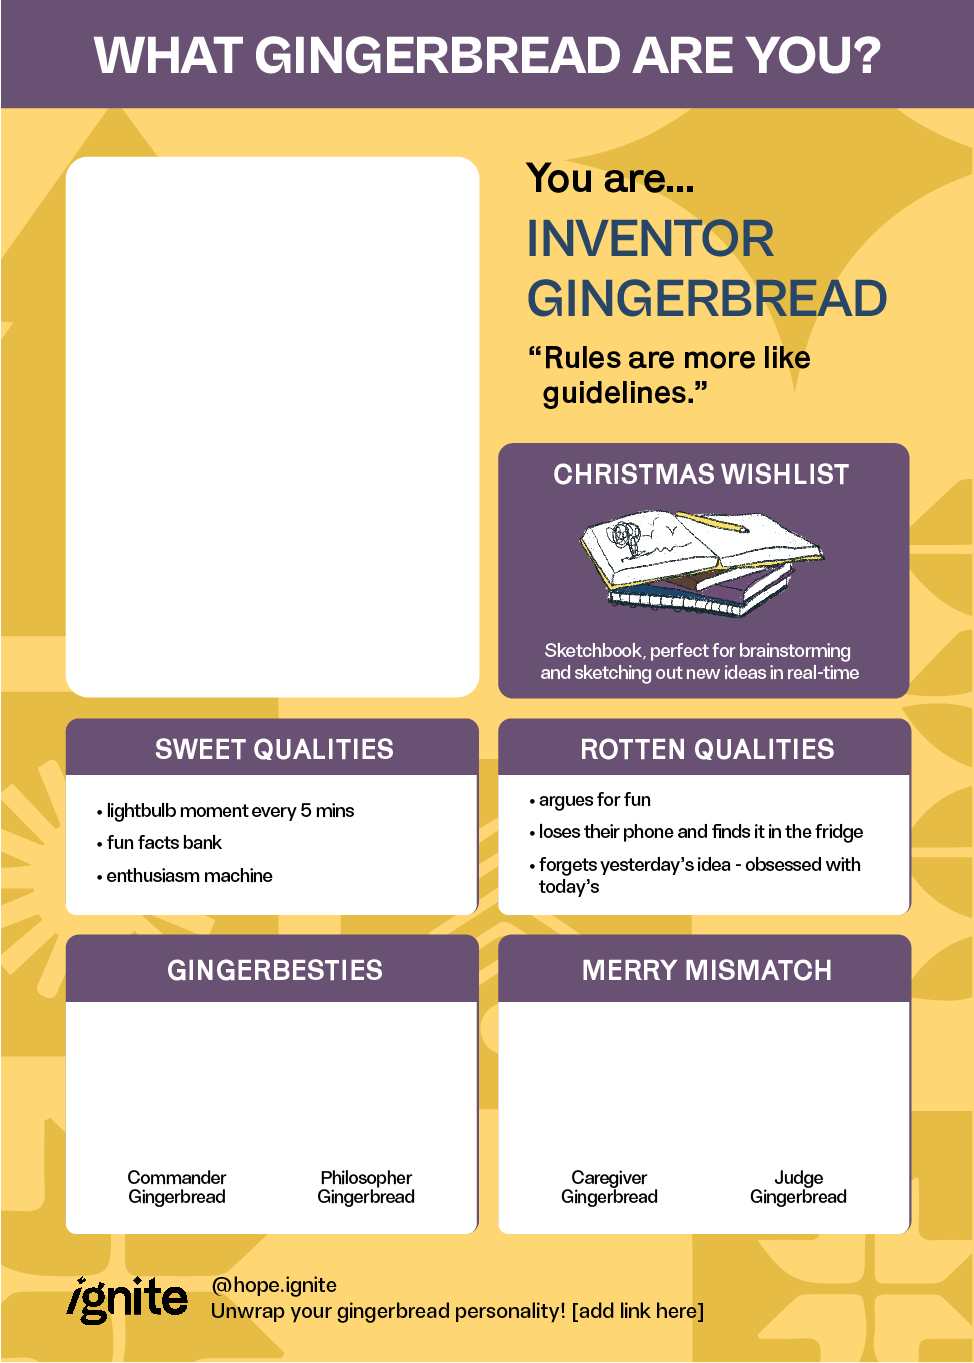 WHAT GINGERBREAD ARE YOU?
You are...
INVENTOR
GINGERBREAD
“Rules are more like
guidelines.”
CHRISTMAS WISHLIST
Sketchbook, perfect for brainstorming
and sketching out new ideas in real-time
SWEET QUALITIES
• lightbulb moment every 5 mins
• fun facts bank
• enthusiasm machine
ROTTEN QUALITIES
• argues for fun
• loses their phone and finds it in the fridge
• forgets yesterday’s idea - obsessed with
today’s
GINGERBESTIES
Commander
Gingerbread
Philosopher
Gingerbread
MERRY MISMATCH
Caregiver
Gingerbread
Judge
Gingerbread
ignite
@hope.ignite
Unwrap your gingerbread personality! [add link here]